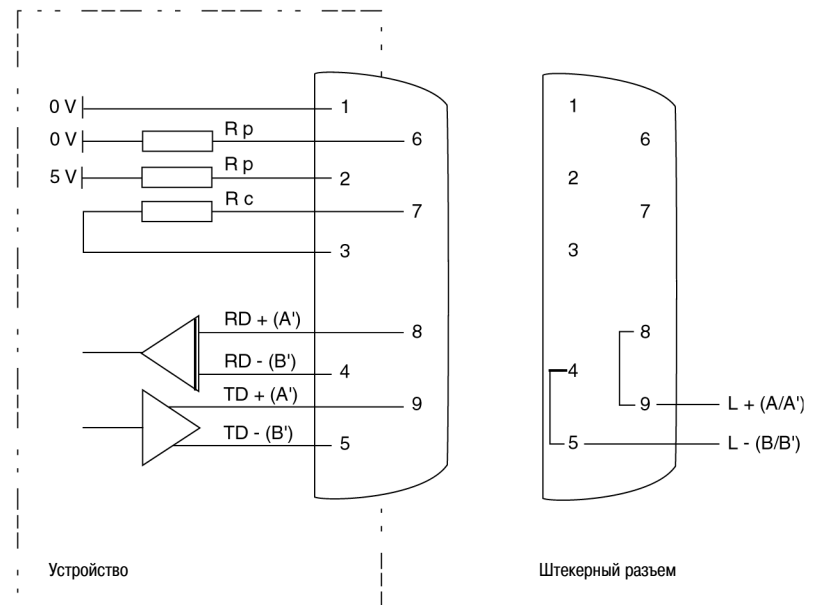 0 V
1
0 V
R p
6
5 V
R p
2
R c
7
3
RD + (A')
8
RD - (B')
4
TD + (A')
9
TD - (B')
5
Устройство
1
6
2
7
3
8
4
9
L + (A/A')
5
L - (B/B')
Штекерный разъем